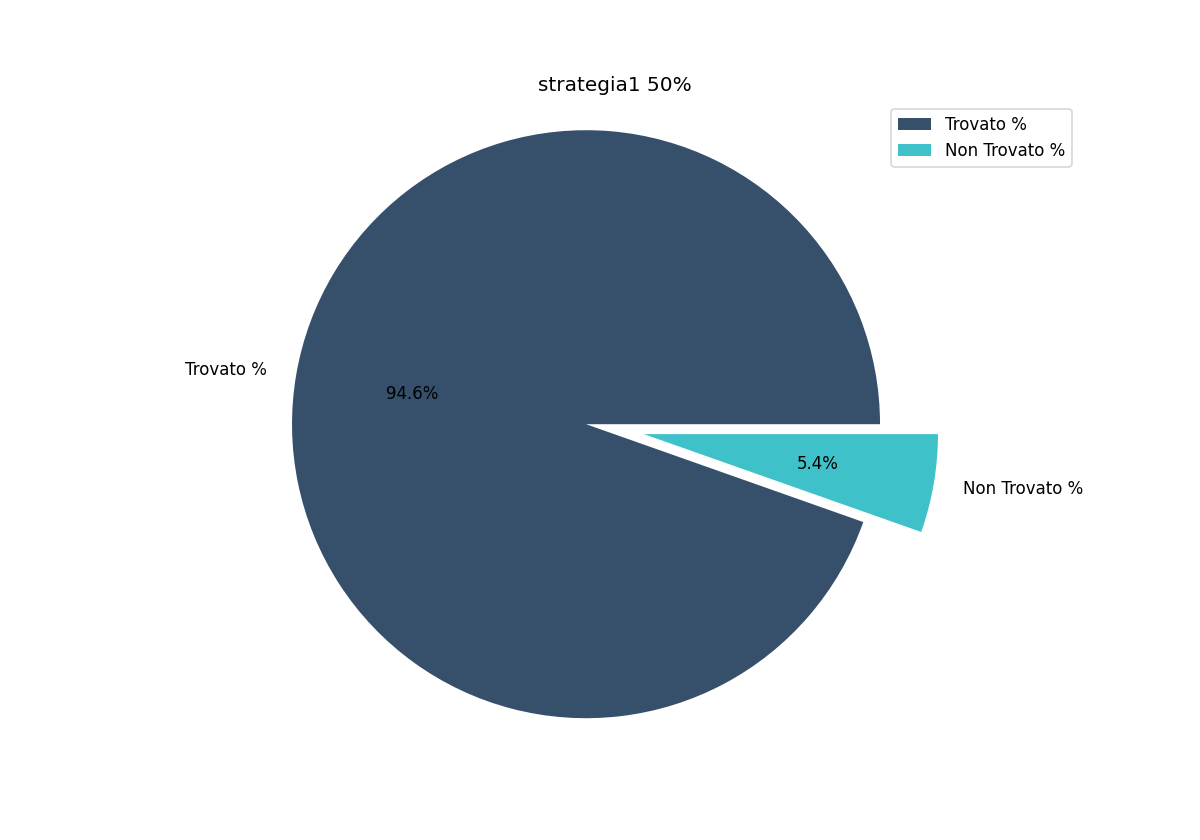 strategia1 50%
Trovato %
Non Trovato %
Trovato %
94.6%
5.4%
Non Trovato %